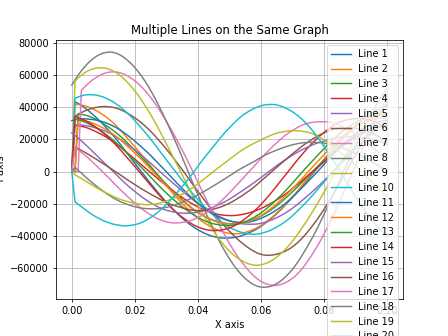 Multiple Lines on the Same Graph
80000
60000
40000
20000
0
−20000
−40000
−60000
0.00
0.02
0.04
0.06
X axis
Line 1
Line 2
Line 3
Line 4
Line 5
Line 6
Line 7
Line 8
Line 9
Line 10
Line 11
Line 12
Line 13
Line 14
Line 15
Line 16
Line 17
Line 18
Line 19
Line 20